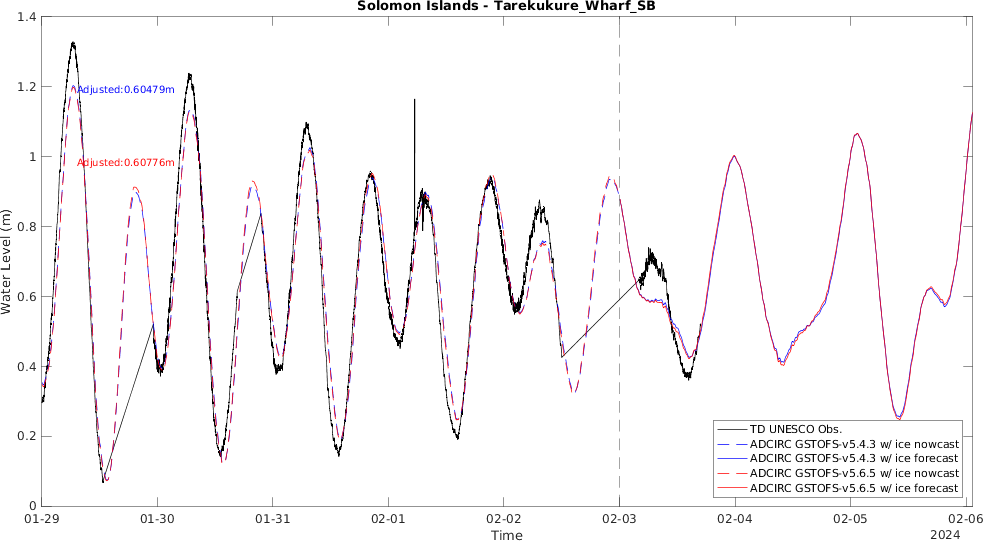 Solomon Islands - Tarekukure_Wharf_SB
1.4
1.2
1
0.8
0.6
0.4
0.2
0
Water Level (m)
Adjusted:0.60479m
Adjusted:0.60776m
TD UNESCO Obs.
ADCIRC GSTOFS-v5.4.3 w/ ice nowcast
ADCIRC GSTOFS-v5.4.3 w/ ice forecast
ADCIRC GSTOFS-v5.6.5 w/ ice nowcast
ADCIRC GSTOFS-v5.6.5 w/ ice forecast
01-29 01-30 01-31 02-01 02-02 02-03 02-04 02-05 02-06
Time
2024